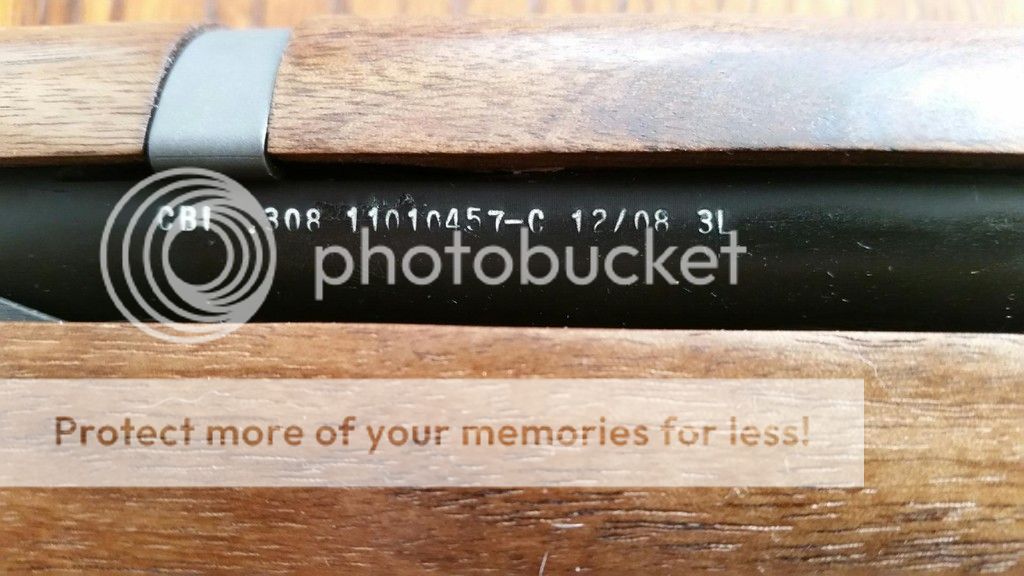 CBI .308 11010457-C 12/08 3L
photobucket
Protect more of your memories for less!